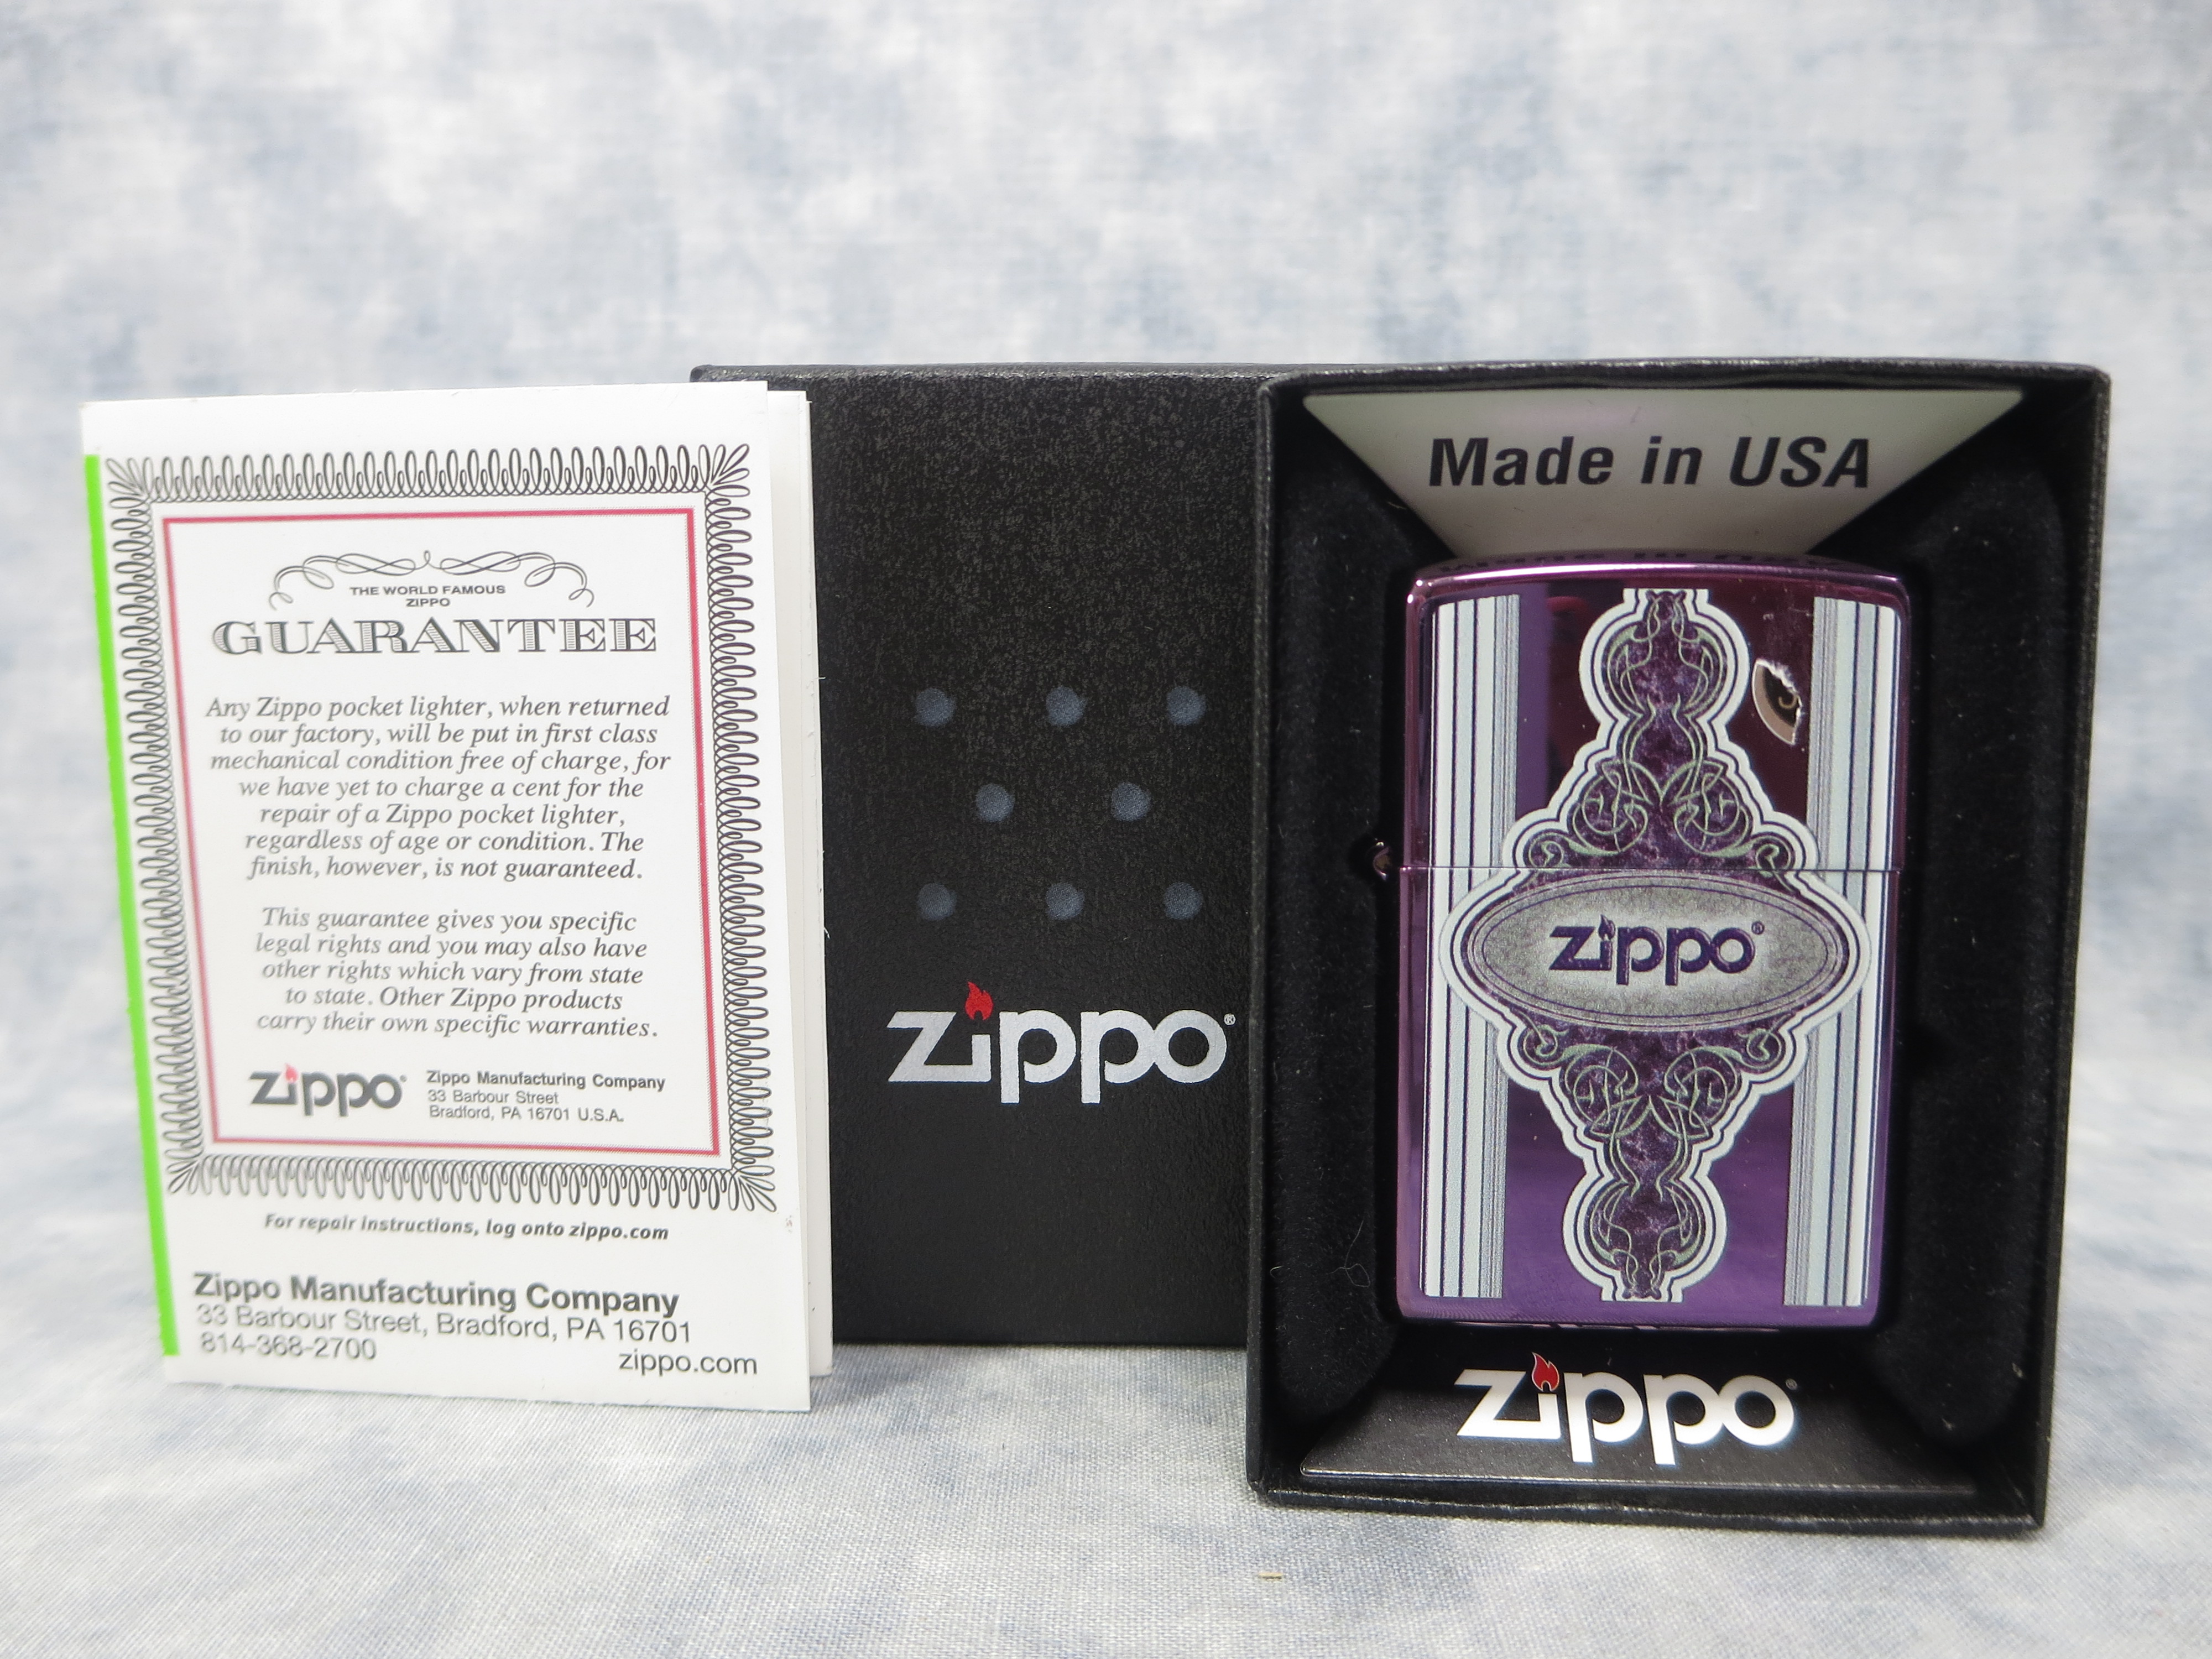 THE WORLD FAMOUS
ZIPPO
GUARANTEE
Any Zippo pocket lighter, when returned
to our factory, will be put in first class
mechanical condition free of charge, for
we have yet to charge a cent for the
repair of a Zippo pocket lighter,
regardless of age or condition. The
finish, however, is not guaranteed.
This guarantee gives you specific
legal rights and you may also have
other rights which vary from state
to state. Other Zippo products
carry their own specific warranties.
zippo
Zippo Manufacturing Company
33 Barbour Street
Bradford, PA 16701 U.S.A.
For repair instructions, log onto zippo.com
Zippo Manufacturing Company
33 Barbour Street, Bradford, PA 16701
814-368-2700
zippo.com
zippo®
Made in USA
zippo®
zippo®